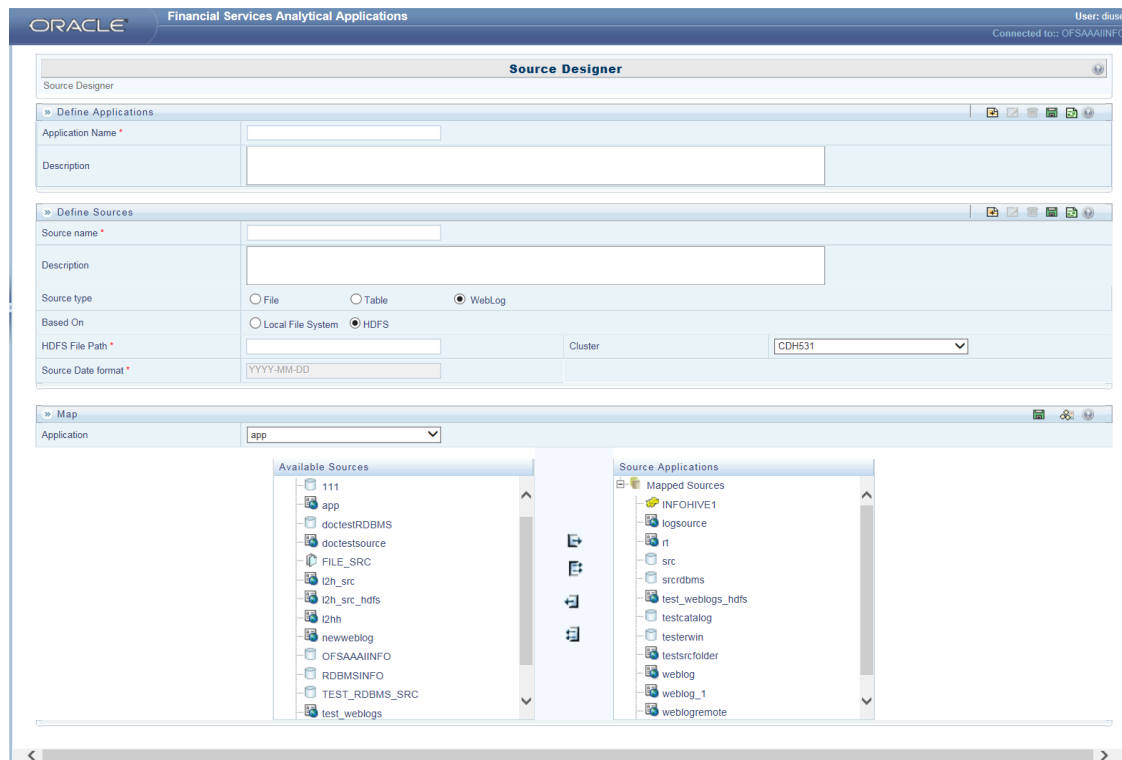 ORACLE
Financial Services Analytical Applications
User: diuse
Connected to:: OFSAAAIINFO
Source Designer
Source Designer
» Define Applications
Application Name *
Description
» Define Sources
Source name *
Description
Source type File Table WebLog
Based On Local File System HDFS
HDFS File Path * Cluster CDH531
Source Date format * YYYY-MM-DD
» Map
Application app
Available Sources
111
app
doctestRDBMS
doctestsource
FILE_SRC
l2h_src
l2h_src_hdfs
l2hh
newweblog
OFSAAAIINFO
RDBMSINFO
TEST_RDBMS_SRC
test_weblogs
Source Applications
Mapped Sources
INFOHIVE1
logsource
rt
src
srcrdbms
test_weblogs_hdfs
testcatalog
testerwin
testsrcfolder
weblog
weblog_1
weblogremote